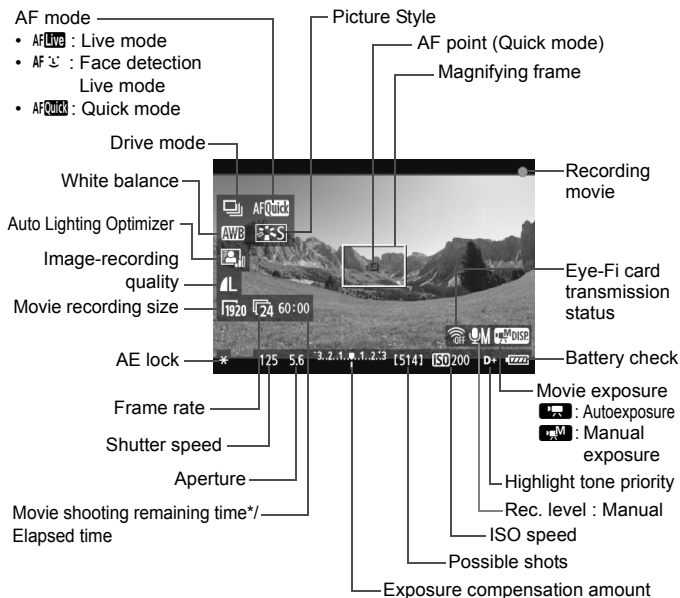 AF mode
• AF Live : Live mode
• AF : Face detection
Live mode
• AF Quick : Quick mode
Picture Style
AF point (Quick mode)
Magnifying frame
Drive mode
White balance
Auto Lighting Optimizer
Image-recording
quality
Movie recording size
AE lock
Frame rate
Shutter speed
Aperture
Movie shooting remaining time*/
Elapsed time
AF Quick
AWB
S
L
1920 24 60:00
OFF M M DISP.
125 5.6 -3..2..1..0..1..2..+3 [514] ISO 200 D+
Recording
movie
Eye-Fi card
transmission
status
Battery check
Movie exposure
: Autoexposure
M : Manual
exposure
Highlight tone priority
Rec. level : Manual
ISO speed
Possible shots
Exposure compensation amount